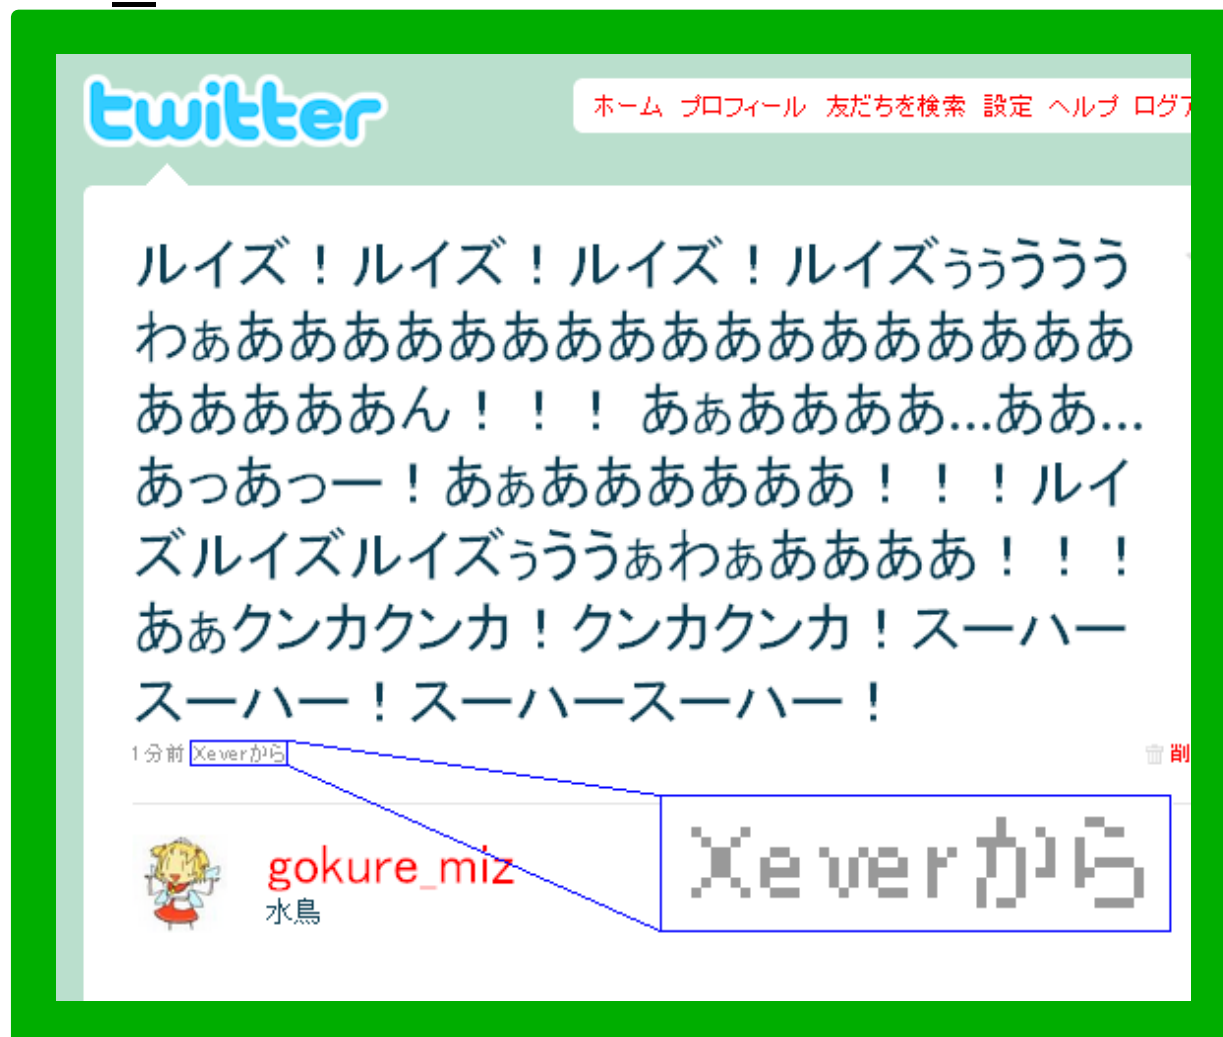 twitter
ホーム プロフィール 友だちを検索 設定 ヘルプ ログア
ルイズ！ルイズ！ルイズ！ルイズぅぅううう
わぁあああああああああああああああああ
あああああん！！！ あぁああああ...ああ...
あっあっー！あぁああああああ！！！ルイ
ズルイズルイズぅううぁわぁああああ！！！
あぁクンカクンカ！クンカクンカ！スーハー
スーハー！スーハースーハー！
1分前 Xeverから
削
Xeverから
gokure_miz
水鳥